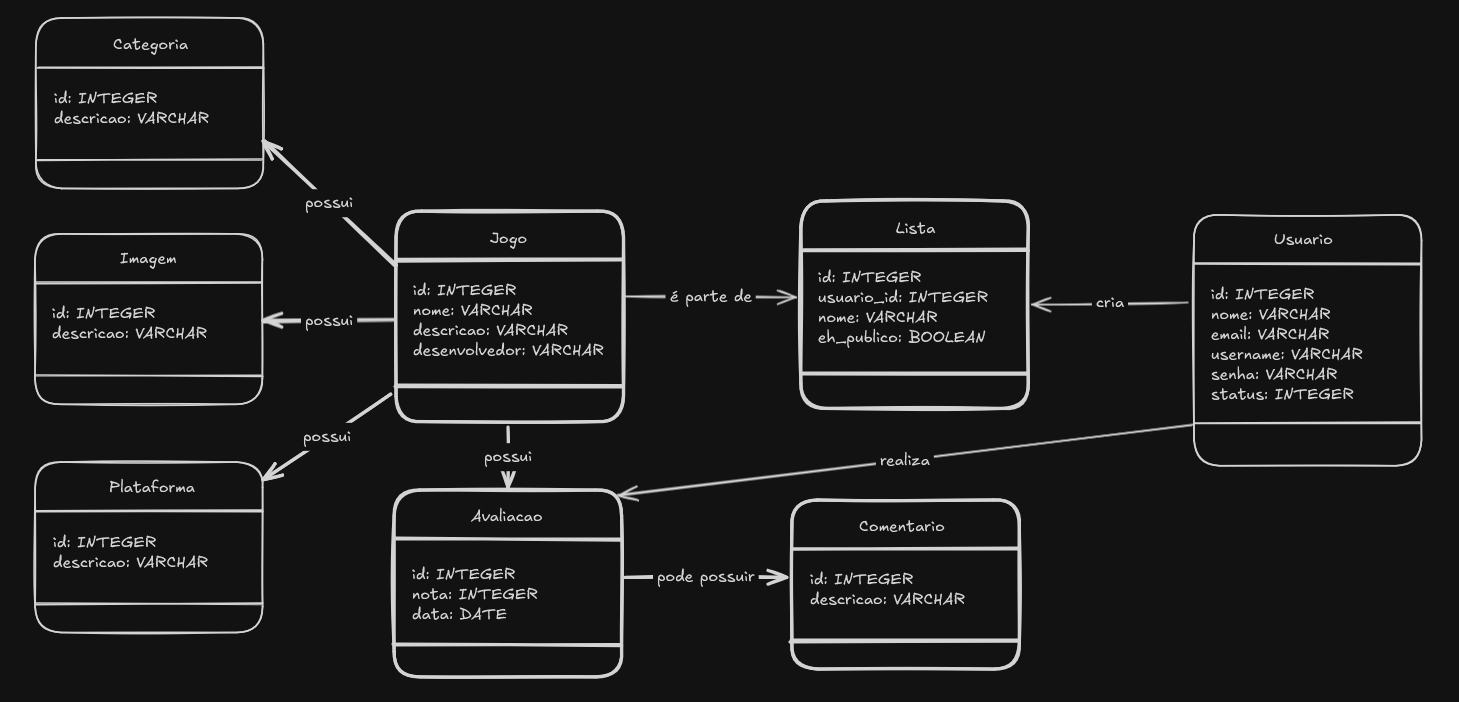 Categoria
id: INTEGER
descricao: VARCHAR
possui
Imagem
id: INTEGER
descricao: VARCHAR
possui
Plataforma
id: INTEGER
descricao: VARCHAR
possui
Jogo
id: INTEGER
nome: VARCHAR
descricao: VARCHAR
desenvolvedor: VARCHAR
é parte de
Lista
id: INTEGER
usuario_id: INTEGER
nome: VARCHAR
eh_publico: BOOLEAN
cria
Usuario
id: INTEGER
nome: VARCHAR
email: VARCHAR
username: VARCHAR
senha: VARCHAR
status: INTEGER
possui
realiza
Avaliacao
id: INTEGER
nota: INTEGER
data: DATE
pode possuir
Comentario
id: INTEGER
descricao: VARCHAR